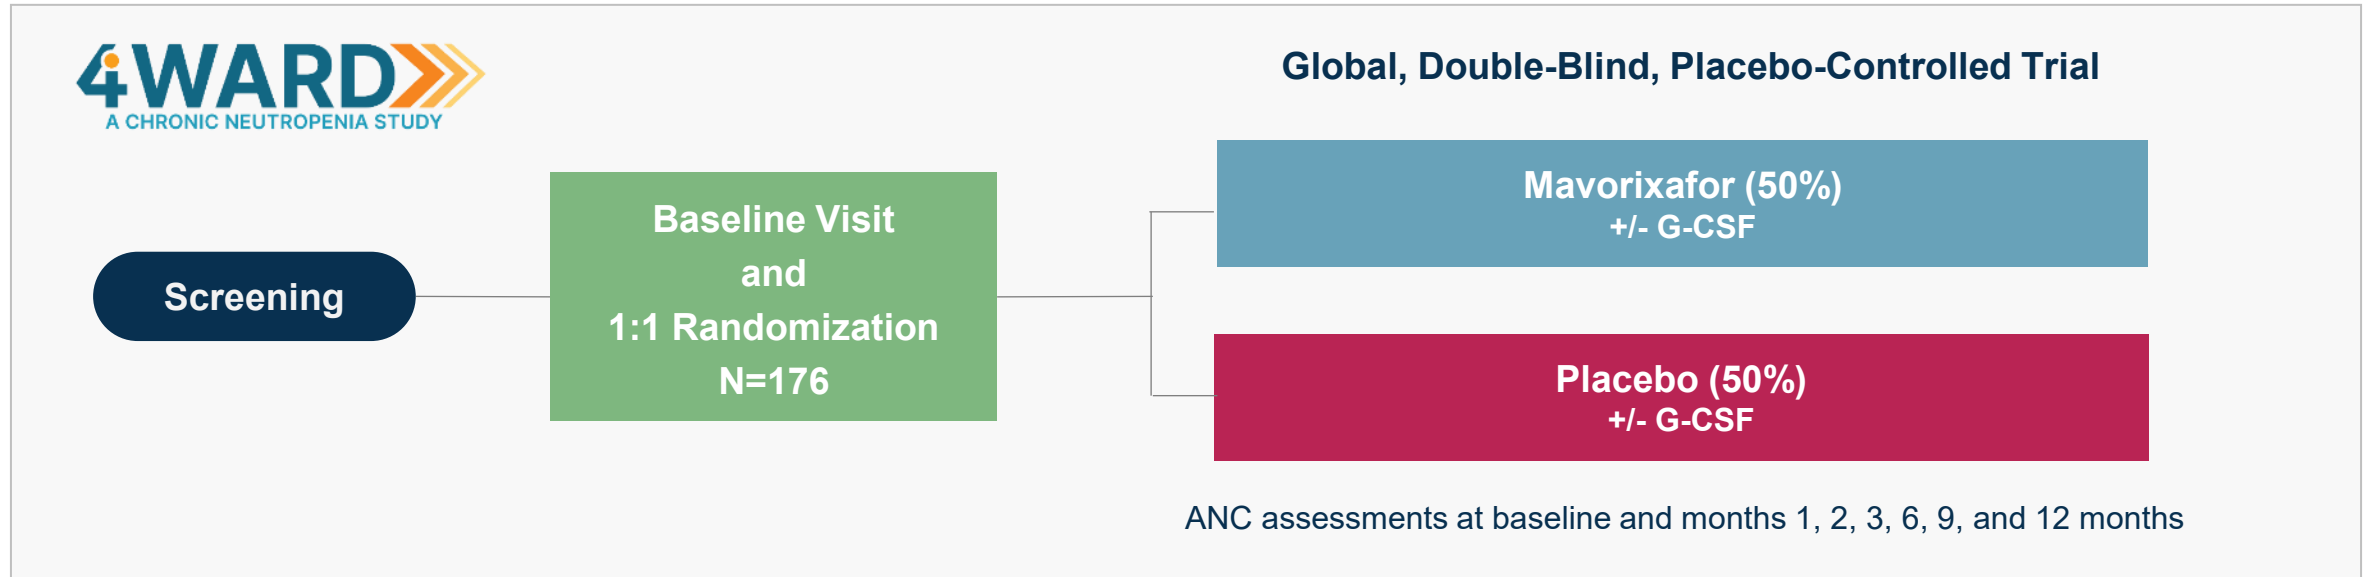 4WARD
A CHRONIC NEUTROPENIA STUDY
Global, Double-Blind, Placebo-Controlled Trial
Screening
Baseline Visit
and
1:1 Randomization
N=176
Mavorixafor (50%)
+/- G-CSF
Placebo (50%)
+/- G-CSF
ANC assessments at baseline and months 1, 2, 3, 6, 9, and 12 months